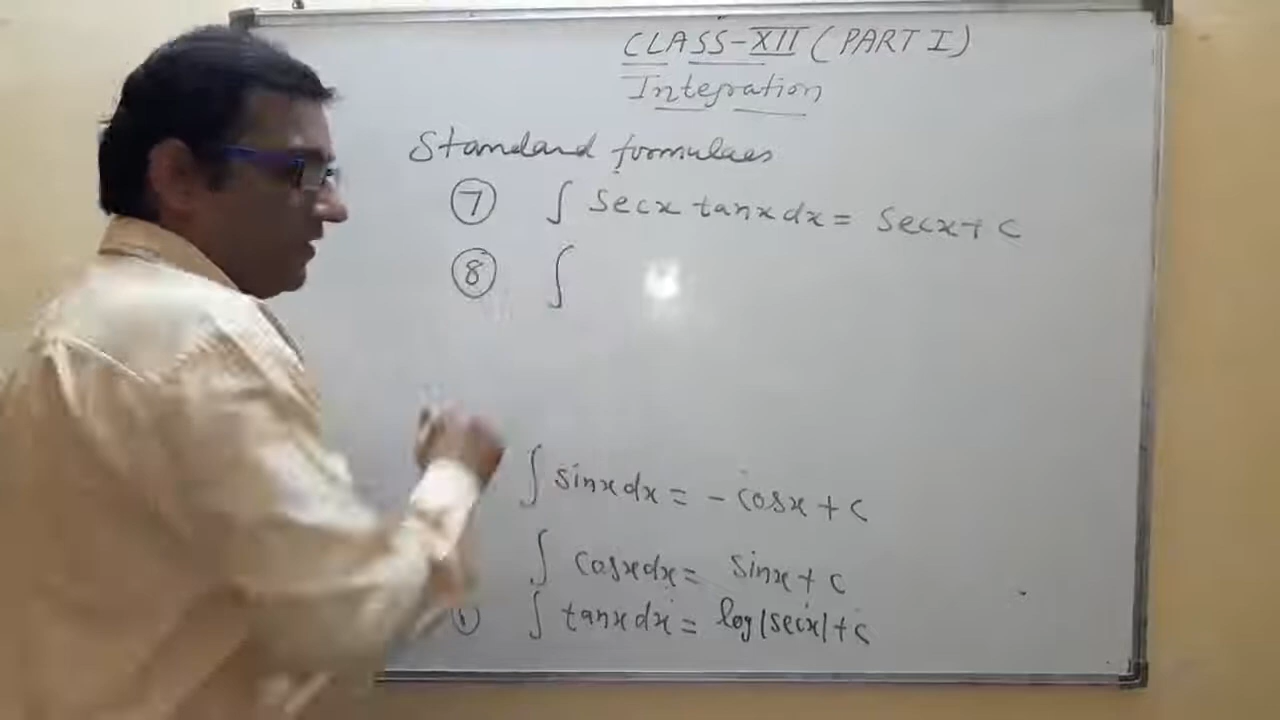 CLASS-XII (PART I)
Integration
Standard formulaes
⑦ ∫ secx tanx dx = secx + c
⑧ ∫
∫ sinx dx = - cosx + c
∫ cosx dx = sinx + c
∫ tanx dx = log|secx| + c